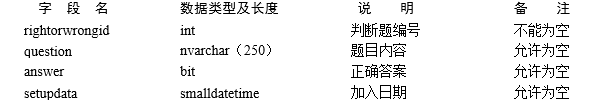 字 段 名 数据类型及长度 说 明 备 注
rightorwrongid int 判断题编号 不能为空
question nvarchar（250） 题目内容 允许为空
answer bit 正确答案 允许为空
setupdata smalldatetime 加入日期 允许为空